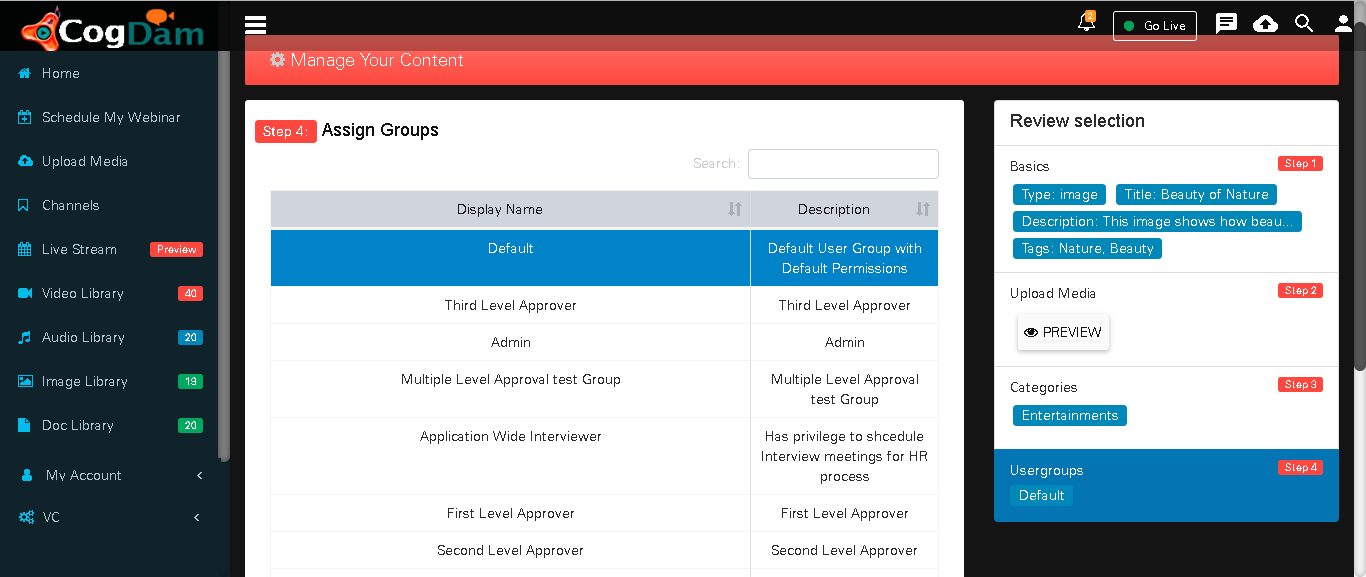 CogDam
2
Go Live
Manage Your Content
Home
Schedule My Webinar
Upload Media
Channels
Live Stream Preview
Video Library 40
Audio Library 20
Image Library 19
Doc Library 20
My Account
VC
Step 4: Assign Groups
Search:
Display Name Description
Default Default User Group with
Default Permissions
Third Level Approver Third Level Approver
Admin Admin
Multiple Level Approval test Group Multiple Level Approval
test Group
Application Wide Interviewer Has privilege to shcedule
Interview meetings for HR
process
First Level Approver First Level Approver
Second Level Approver Second Level Approver
Review selection
Basics Step 1
Type: image Title: Beauty of Nature
Description: This image shows how beau...
Tags: Nature, Beauty
Upload Media Step 2
PREVIEW
Categories Step 3
Entertainments
Usergroups Step 4
Default